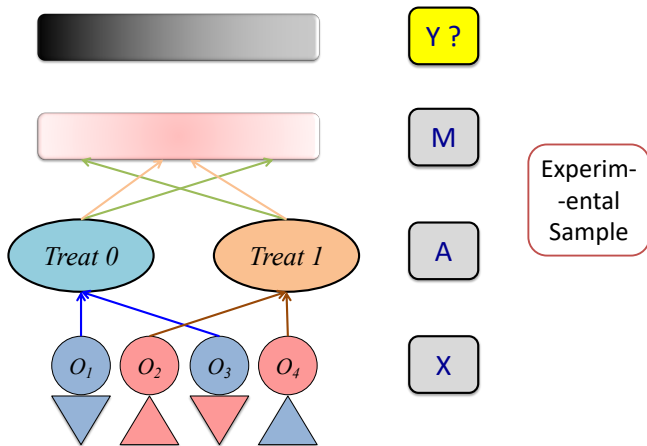 Y ?
M
Experim-
-ental
Sample
Treat 0
Treat 1
A
O₁
O₂
O₃
O₄
X